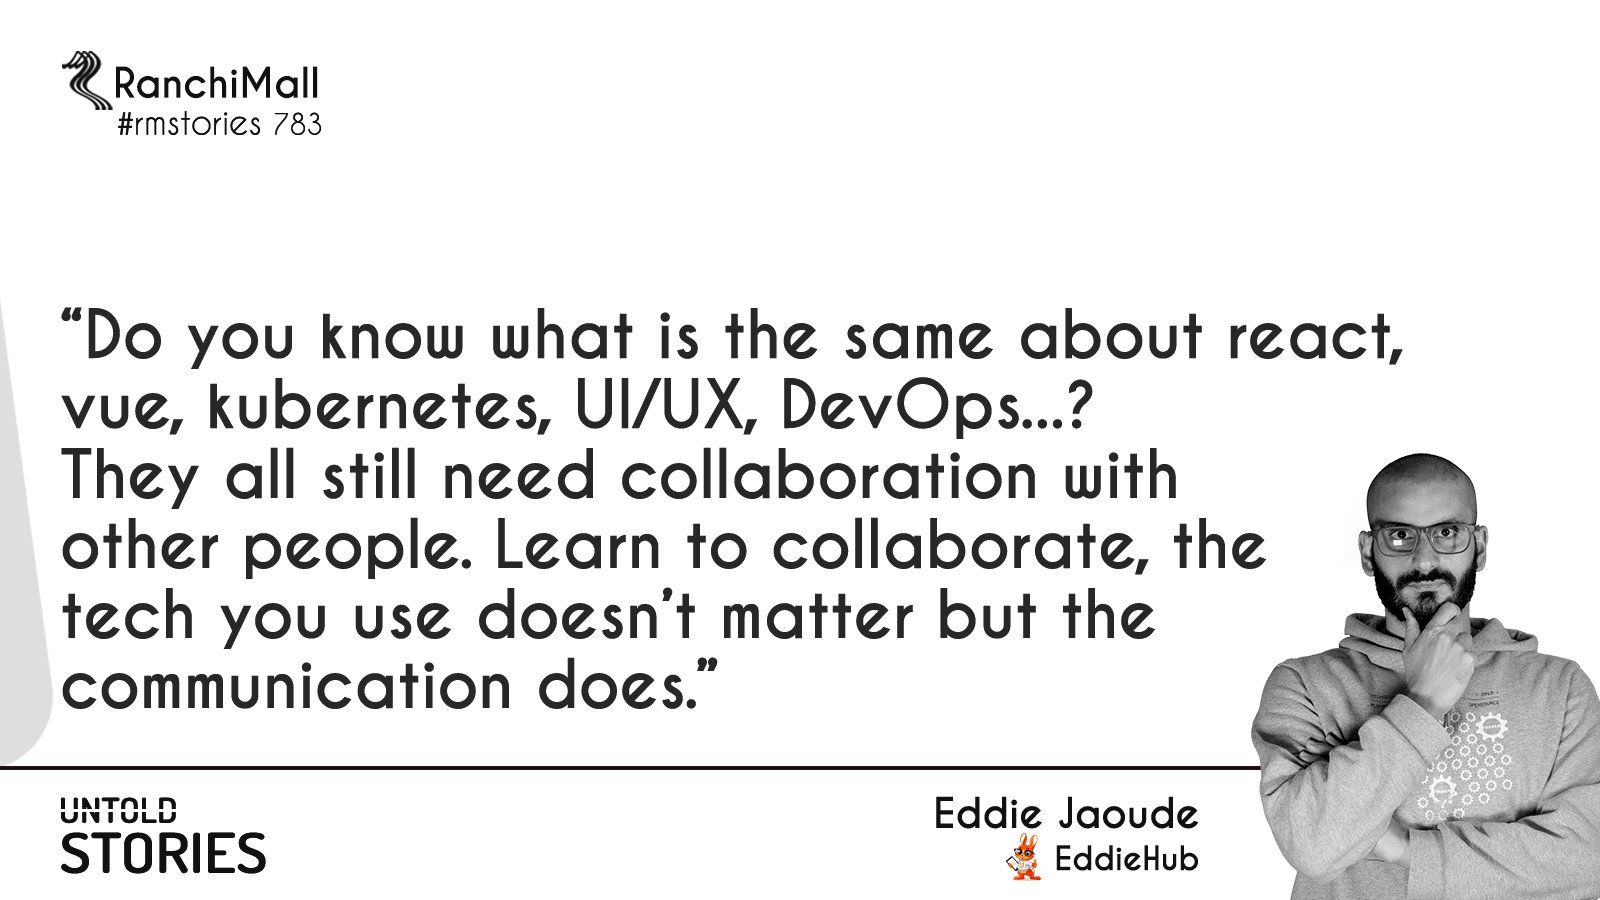 RanchiMall
#rmstories 783
“Do you know what is the same about react,
vue, kubernetes, UI/UX, DevOps...?
They all still need collaboration with
other people. Learn to collaborate, the
tech you use doesn’t matter but the
communication does.”
UNTOLD
STORIES
Eddie Jaoude
EddieHub